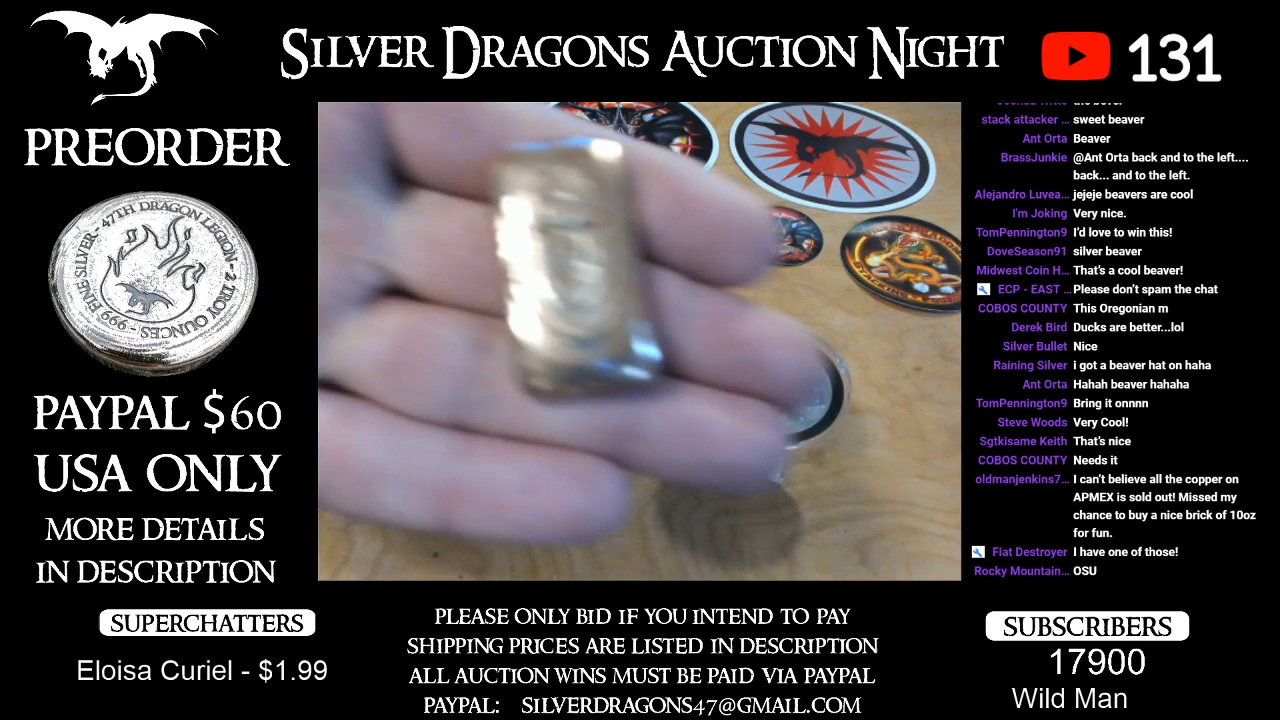 SILVER DRAGONS AUCTION NIGHT
131
PREORDER
47TH DRAGON LEGION - 2 TROY OUNCES - 999 FINE SILVER -
PAYPAL $60
USA ONLY
MORE DETAILS
IN DESCRIPTION
SUPERCHATTERS
Eloisa Curiel - $1.99
stack attacker ... sweet beaver
Ant Orta Beaver
BrassJunkie @Ant Orta back and to the left....
back... and to the left.
Alejandro Luvea... jejeje beavers are cool
I'm Joking Very nice.
TomPennington9 I'd love to win this!
DoveSeason91 silver beaver
Midwest Coin H... That's a cool beaver!
ECP - EAST ... Please don't spam the chat
COBOS COUNTY This Oregonian m
Derek Bird Ducks are better...lol
Silver Bullet Nice
Raining Silver i got a beaver hat on haha
Ant Orta Hahah beaver hahaha
TomPennington9 Bring it onnnn
Steve Woods Very Cool!
Sgtkisame Keith That's nice
COBOS COUNTY Needs it
oldmanjenkins7... I can't believe all the copper on
APMEX is sold out! Missed my
chance to buy a nice brick of 10oz
for fun.
Fiat Destroyer I have one of those!
Rocky Mountain... OSU
PLEASE ONLY BID IF YOU INTEND TO PAY
SHIPPING PRICES ARE LISTED IN DESCRIPTION
ALL AUCTION WINS MUST BE PAID VIA PAYPAL
PAYPAL: SILVERDRAGONS47@GMAIL.COM
SUBSCRIBERS
17900
Wild Man